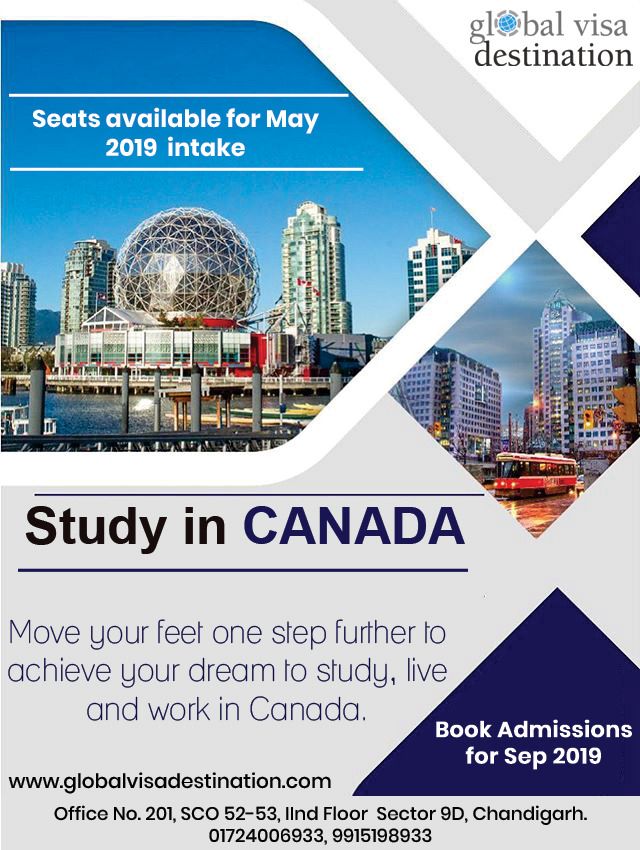 global visa
destination
Seats available for May
2019 intake
Study in CANADA
Move your feet one step further to
achieve your dream to study, live
and work in Canada.
Book Admissions
for Sep 2019
www.globalvisadestination.com
Office No. 201, SCO 52-53, IInd Floor Sector 9D, Chandigarh.
01724006933, 9915198933